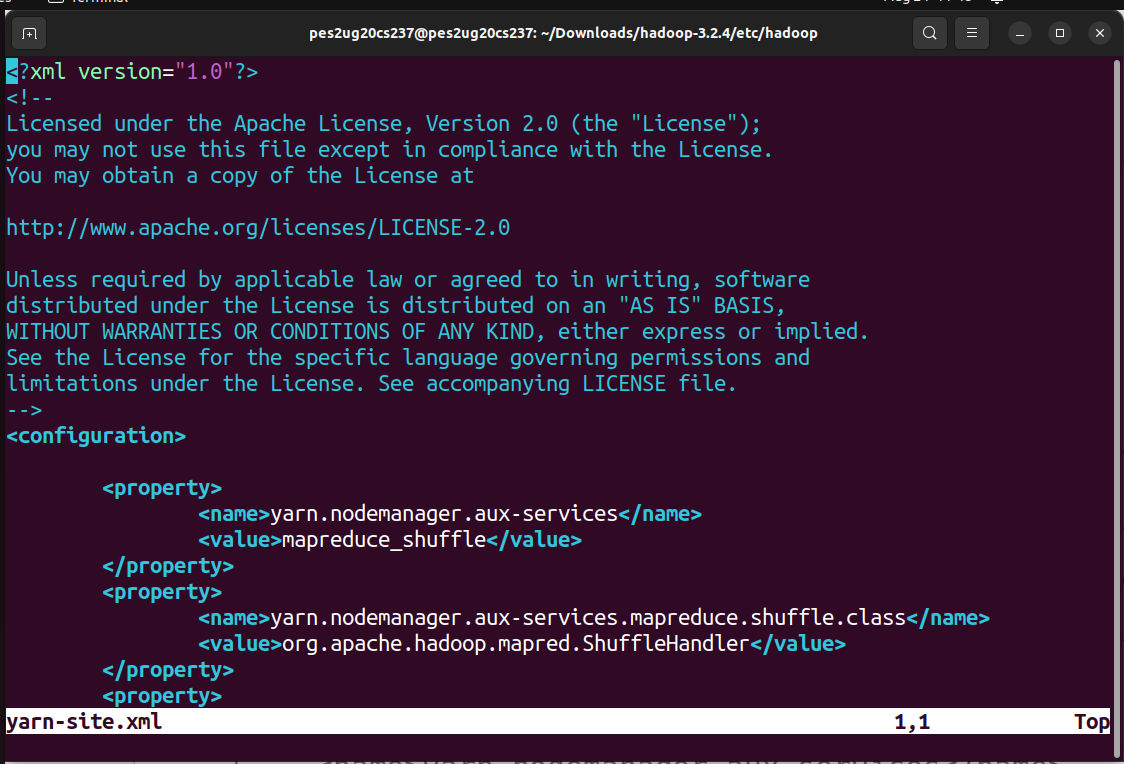 Terminal
pes2ug20cs237@pes2ug20cs237: ~/Downloads/hadoop-3.2.4/etc/hadoop
<?xml version="1.0"?>
<!--
Licensed under the Apache License, Version 2.0 (the "License");
you may not use this file except in compliance with the License.
You may obtain a copy of the License at
http://www.apache.org/licenses/LICENSE-2.0
Unless required by applicable law or agreed to in writing, software
distributed under the License is distributed on an "AS IS" BASIS,
WITHOUT WARRANTIES OR CONDITIONS OF ANY KIND, either express or implied.
See the License for the specific language governing permissions and
limitations under the License. See accompanying LICENSE file.
-->
<configuration>
<property>
<name>yarn.nodemanager.aux-services</name>
<value>mapreduce_shuffle</value>
</property>
<property>
<name>yarn.nodemanager.aux-services.mapreduce.shuffle.class</name>
<value>org.apache.hadoop.mapred.ShuffleHandler</value>
</property>
<property>
yarn-site.xml 1,1 Top